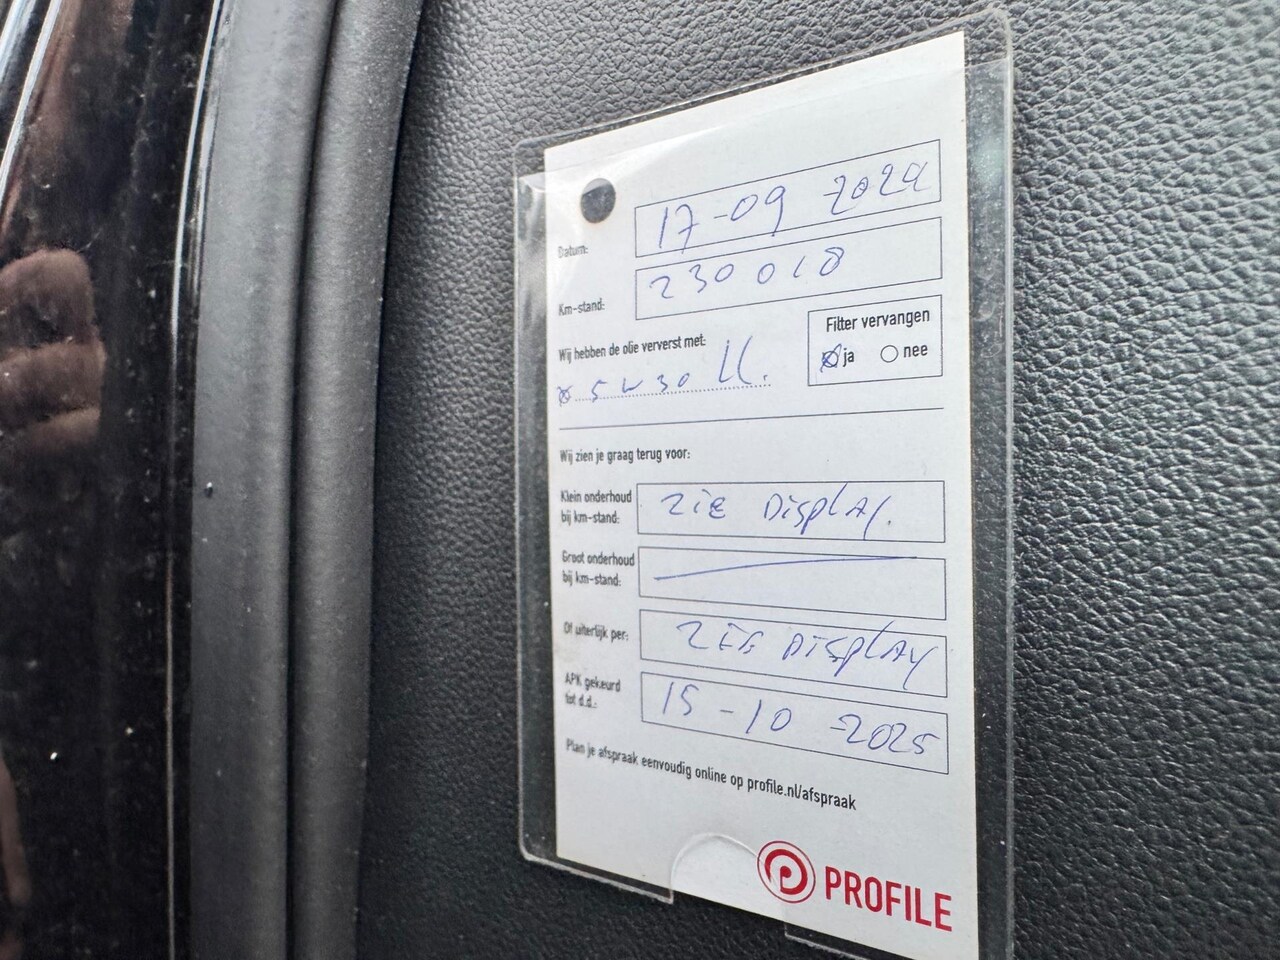 Datum: 17-09 2024
Km-stand: 230018
Wij hebben de olie ververst met:
5W30 LL.
Filter vervangen
ja nee
Wij zien je graag terug voor:
Klein onderhoud
bij km-stand: ZiE DisplAy.
Groot onderhoud
bij km-stand:
Of uiterlijk per: ZiE DiSplAY
APK gekeurd
tot d.d.: 15-10-2025
Plan je afspraak eenvoudig online op profile.nl/afspraak
PROFILE